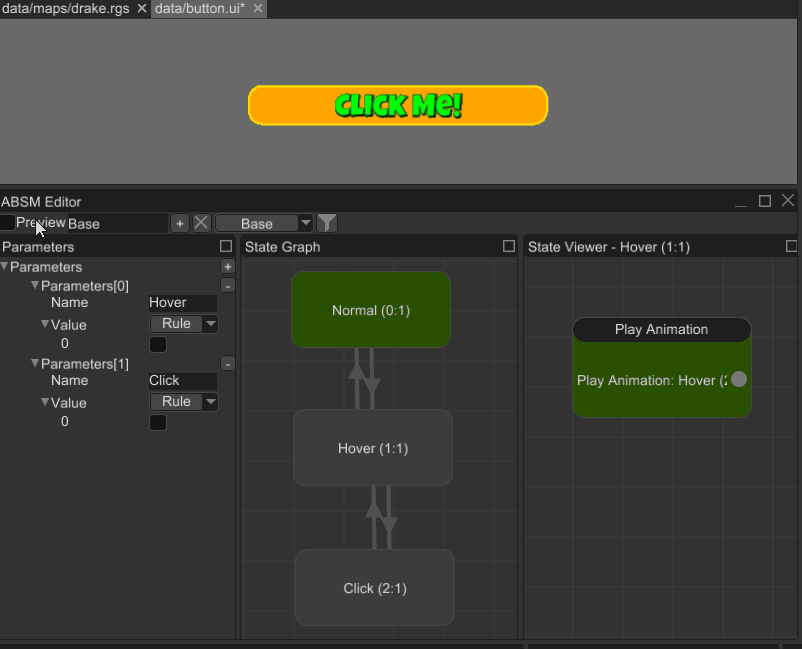 data/maps/drake.rgs
data/button.ui*
CLICK Me!
ABSM Editor
Preview Base + Base
Parameters
State Graph
State Viewer - Hover (1:1)
Parameters +
Parameters[0] -
Name Hover
Value Rule
0
Parameters[1] -
Name Click
Value Rule
0
Normal (0:1)
Hover (1:1)
Click (2:1)
Play Animation
Play Animation: Hover (